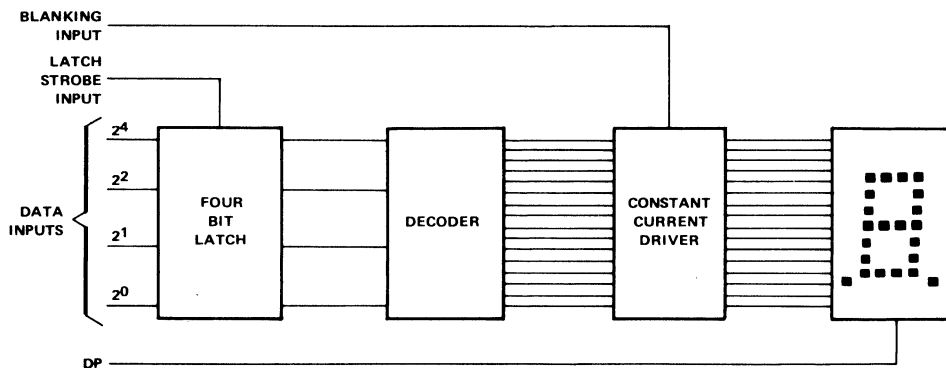 BLANKING
INPUT
LATCH
STROBE
INPUT
2⁴
2²
DATA
INPUTS
2¹
2⁰
FOUR
BIT
LATCH
DECODER
CONSTANT
CURRENT
DRIVER
DP